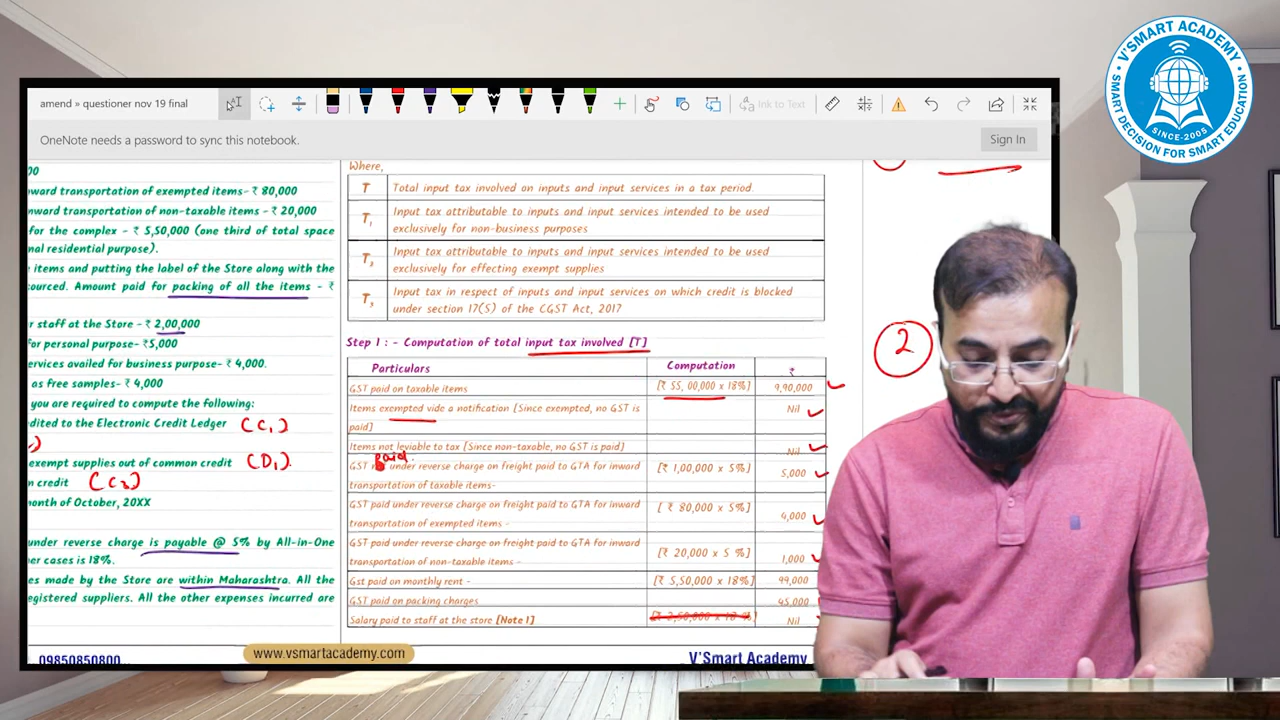 amend » questioner nov 19 final
Link to Text
OneNote needs a password to sync this notebook.
Sign In
00
nward transportation of exempted items- ₹ 80,000
nward transportation of non-taxable items - ₹ 20,000
for the complex - ₹ 5,50,000 (one third of total space
nal residential purpose).
e items and putting the label of the Store along with the
ourced. Amount paid for packing of all the items - ₹
r staff at the Store - ₹ 2,00,000
for personal purpose- ₹5,000
ervices availed for business purpose- ₹ 4,000.
as free samples- ₹ 4,000
you are required to compute the following:
edited to the Electronic Credit Ledger (C₁)
exempt supplies out of common credit (D₁).
n credit (C₃)
onth of October, 20XX
under reverse charge is payable @ 5% by All-in-One
er cases is 18%.
es made by the Store are within Maharashtra. All the
egistered suppliers. All the other expenses incurred are
09850850800
Where,
T Total input tax involved on inputs and input services in a tax period.
T₁ Input tax attributable to inputs and input services intended to be used
exclusively for non-business purposes
T₂ Input tax attributable to inputs and input services intended to be used
exclusively for effecting exempt supplies
T₃ Input tax in respect of inputs and input services on which credit is blocked
under section 17(5) of the CGST Act, 2017
Step 1 : - Computation of total input tax involved [T]
Particulars Computation ₹
GST paid on taxable items [₹ 55, 00,000 x 18%] 9,90,000
Items exempted vide a notification [Since exempted, no GST is Nil
paid]
Items not leviable to tax [Since non-taxable, no GST is paid] Nil
GST paid under reverse charge on freight paid to GTA for inward [₹ 1,00,000 x 5%] 5,000
transportation of taxable items-
GST paid under reverse charge on freight paid to GTA for inward [ ₹ 80,000 x 5%] 4,000
transportation of exempted items -
GST paid under reverse charge on freight paid to GTA for inward [₹ 20,000 x 5 %] 1,000
transportation of non-taxable items -
Gst paid on monthly rent - [₹ 5,50,000 x 18%] 99,000
GST paid on packing charges 45,000
Salary paid to staff at the store [Note 1] [₹ 2,50,000 x 18 %] Nil
www.vsmartacademy.com
V'Smart Academy
2
V'SMART ACADEMY
SMART DECISION FOR SMART EDUCATION
SINCE-2005